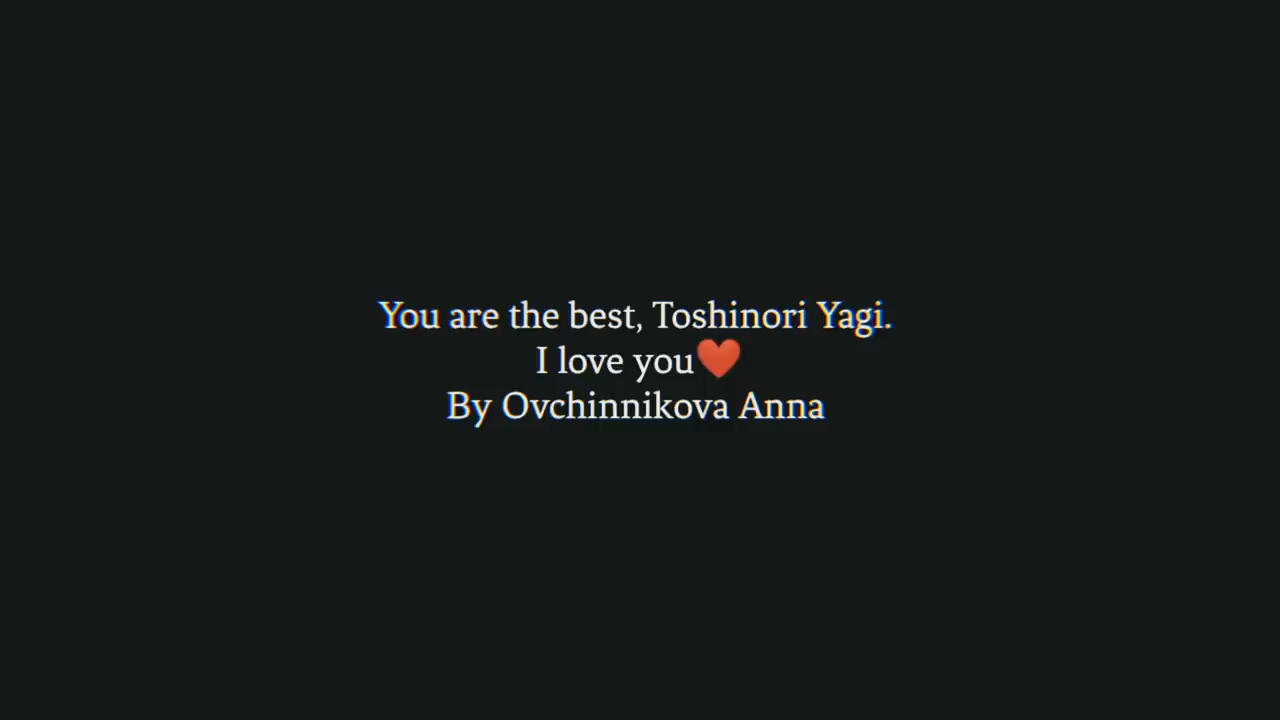 You are the best, Toshinori Yagi.
I love you❤️
By Ovchinnikova Anna